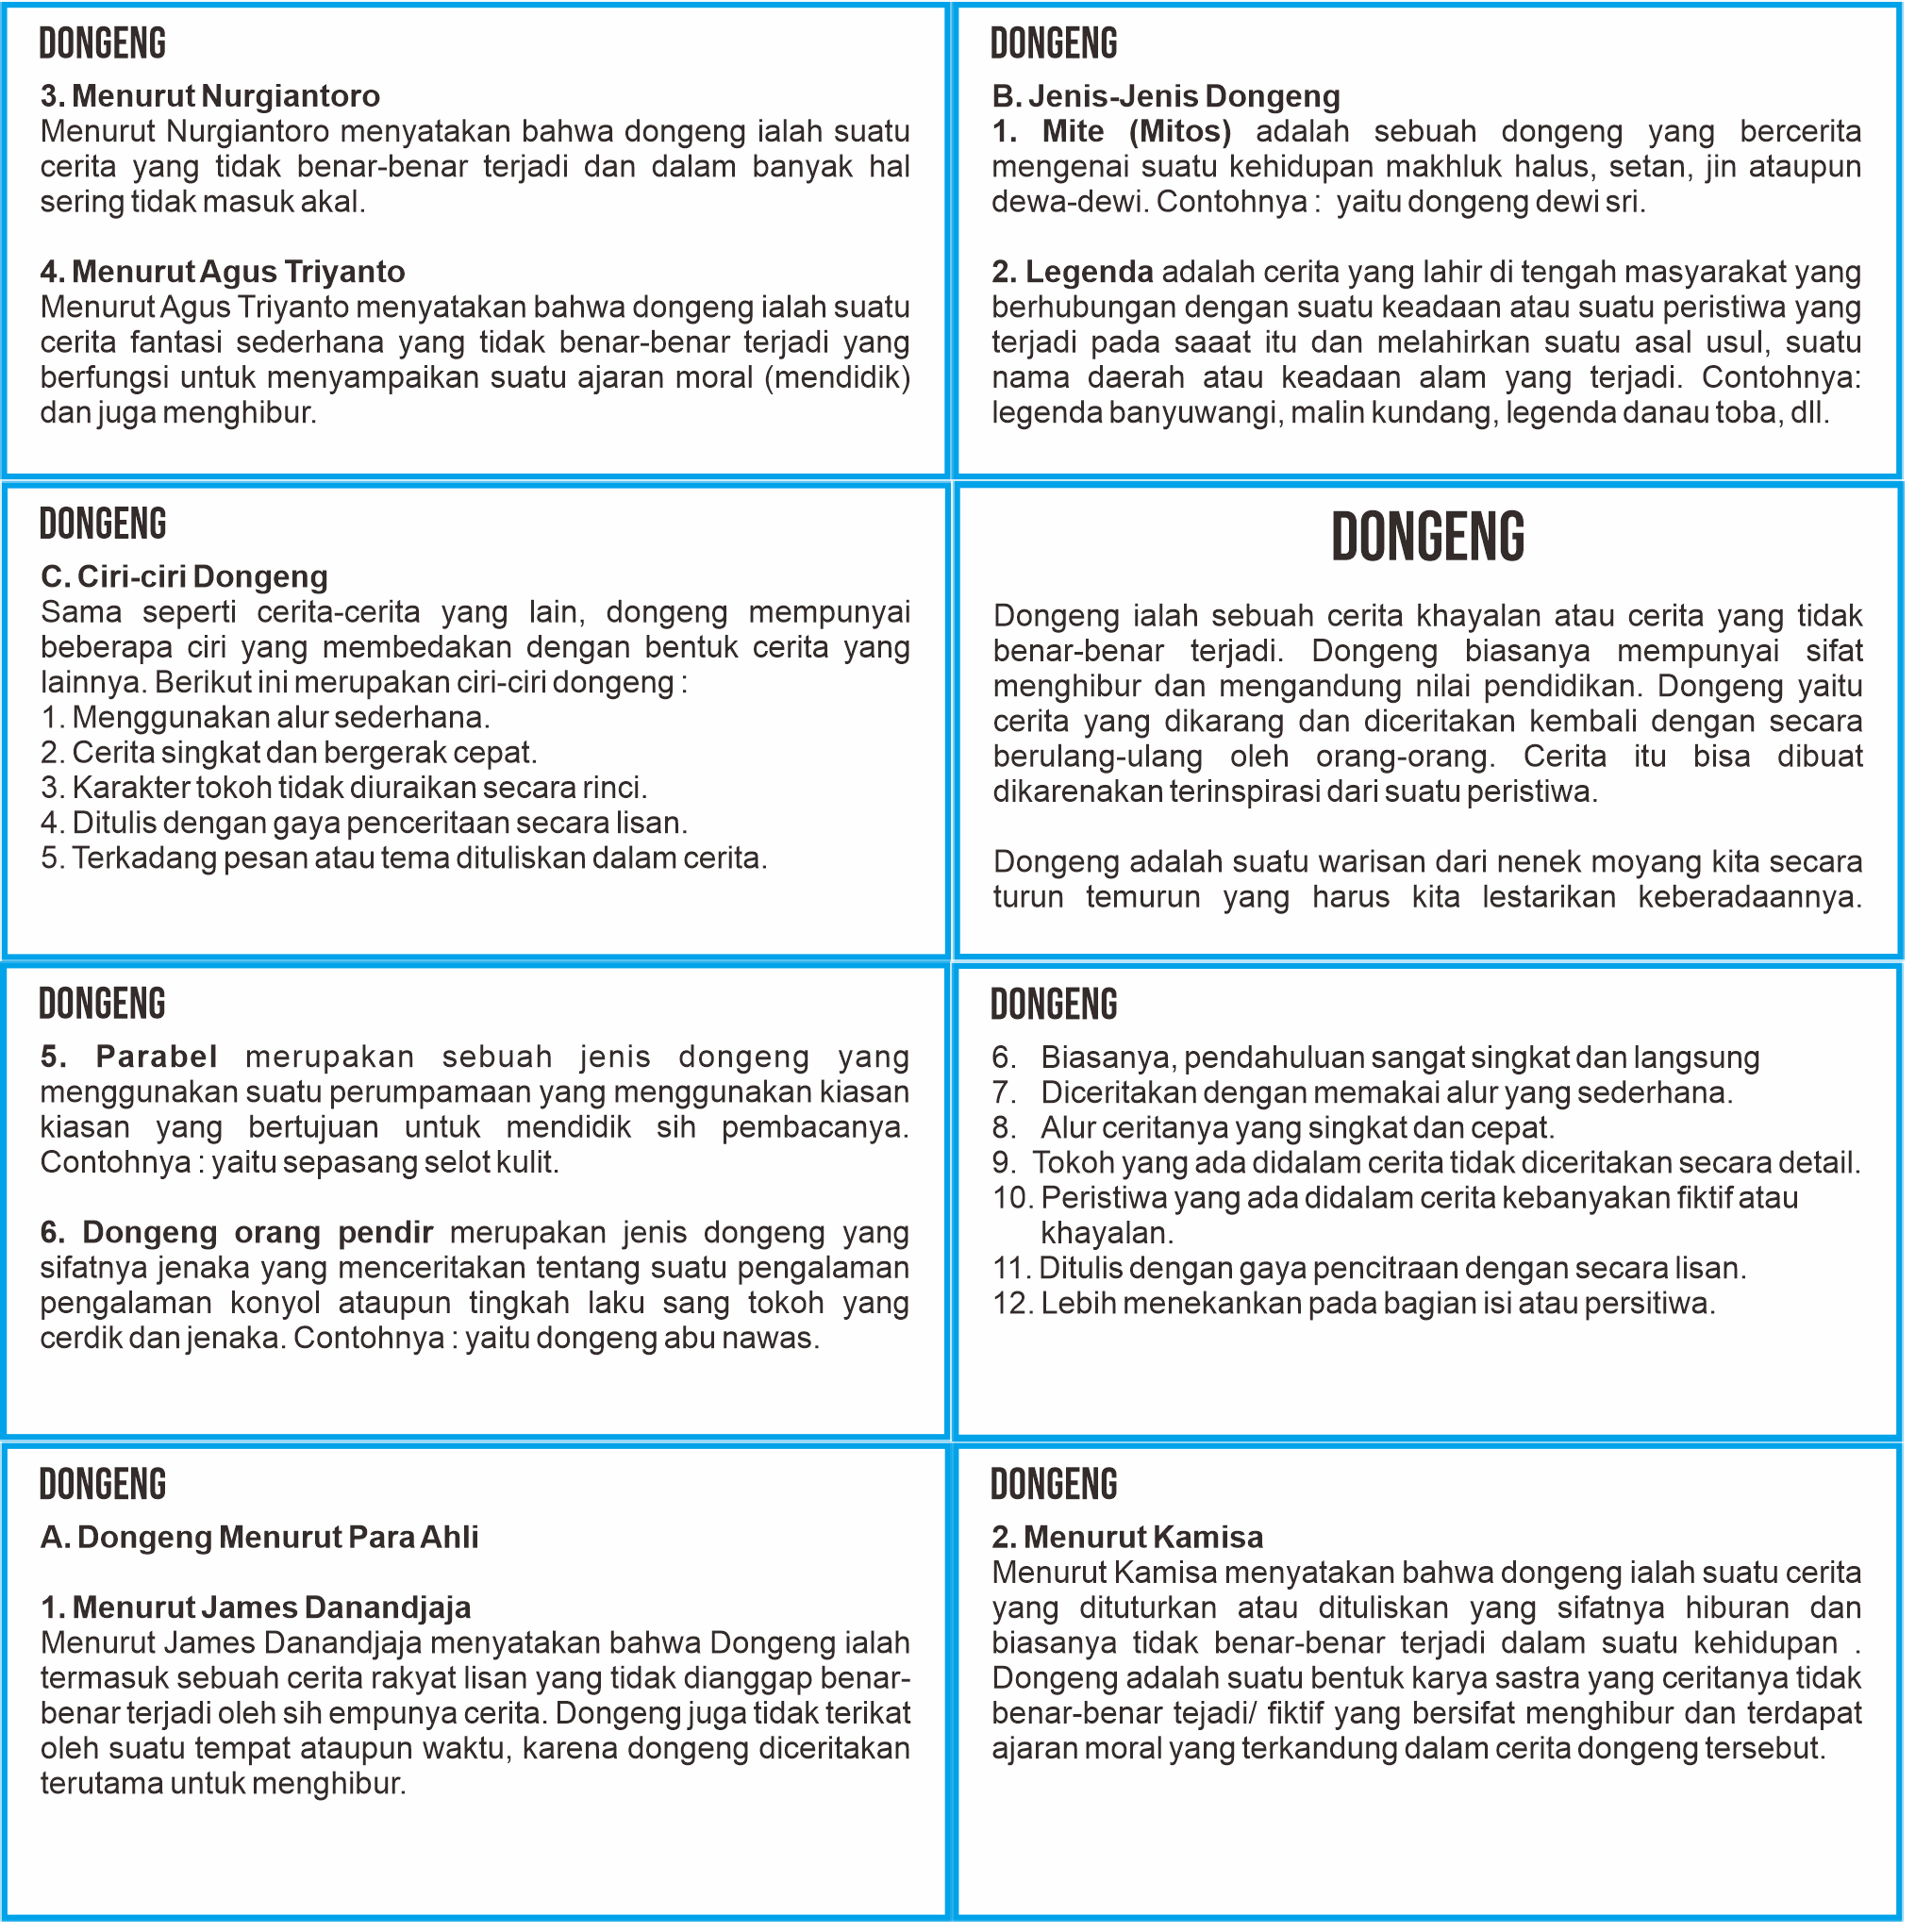 DONGENG
3. Menurut Nurgiantoro
Menurut Nurgiantoro menyatakan bahwa dongeng ialah suatu
cerita yang tidak benar-benar terjadi dan dalam banyak hal
sering tidak masuk akal.
4. Menurut Agus Triyanto
Menurut Agus Triyanto menyatakan bahwa dongeng ialah suatu
cerita fantasi sederhana yang tidak benar-benar terjadi yang
berfungsi untuk menyampaikan suatu ajaran moral (mendidik)
dan juga menghibur.
DONGENG
B. Jenis-Jenis Dongeng
1. Mite (Mitos) adalah sebuah dongeng yang bercerita
mengenai suatu kehidupan makhluk halus, setan, jin ataupun
dewa-dewi. Contohnya : yaitu dongeng dewi sri.
2. Legenda adalah cerita yang lahir di tengah masyarakat yang
berhubungan dengan suatu keadaan atau suatu peristiwa yang
terjadi pada saaat itu dan melahirkan suatu asal usul, suatu
nama daerah atau keadaan alam yang terjadi. Contohnya:
legenda banyuwangi, malin kundang, legenda danau toba, dll.
DONGENG
C. Ciri-ciri Dongeng
Sama seperti cerita-cerita yang lain, dongeng mempunyai
beberapa ciri yang membedakan dengan bentuk cerita yang
lainnya. Berikut ini merupakan ciri-ciri dongeng :
1. Menggunakan alur sederhana.
2. Cerita singkat dan bergerak cepat.
3. Karakter tokoh tidak diuraikan secara rinci.
4. Ditulis dengan gaya penceritaan secara lisan.
5. Terkadang pesan atau tema dituliskan dalam cerita.
DONGENG
Dongeng ialah sebuah cerita khayalan atau cerita yang tidak
benar-benar terjadi. Dongeng biasanya mempunyai sifat
menghibur dan mengandung nilai pendidikan. Dongeng yaitu
cerita yang dikarang dan diceritakan kembali dengan secara
berulang-ulang oleh orang-orang. Cerita itu bisa dibuat
dikarenakan terinspirasi dari suatu peristiwa.
Dongeng adalah suatu warisan dari nenek moyang kita secara
turun temurun yang harus kita lestarikan keberadaannya.
DONGENG
5. Parabel merupakan sebuah jenis dongeng yang
menggunakan suatu perumpamaan yang menggunakan kiasan
kiasan yang bertujuan untuk mendidik sih pembacanya.
Contohnya : yaitu sepasang selot kulit.
6. Dongeng orang pendir merupakan jenis dongeng yang
sifatnya jenaka yang menceritakan tentang suatu pengalaman
pengalaman konyol ataupun tingkah laku sang tokoh yang
cerdik dan jenaka. Contohnya : yaitu dongeng abu nawas.
DONGENG
6. Biasanya, pendahuluan sangat singkat dan langsung
7. Diceritakan dengan memakai alur yang sederhana.
8. Alur ceritanya yang singkat dan cepat.
9. Tokoh yang ada didalam cerita tidak diceritakan secara detail.
10. Peristiwa yang ada didalam cerita kebanyakan fiktif atau
khayalan.
11. Ditulis dengan gaya pencitraan dengan secara lisan.
12. Lebih menekankan pada bagian isi atau persitiwa.
DONGENG
A. Dongeng Menurut Para Ahli
1. Menurut James Danandjaja
Menurut James Danandjaja menyatakan bahwa Dongeng ialah
termasuk sebuah cerita rakyat lisan yang tidak dianggap benar-
benar terjadi oleh sih empunya cerita. Dongeng juga tidak terikat
oleh suatu tempat ataupun waktu, karena dongeng diceritakan
terutama untuk menghibur.
DONGENG
2. Menurut Kamisa
Menurut Kamisa menyatakan bahwa dongeng ialah suatu cerita
yang dituturkan atau dituliskan yang sifatnya hiburan dan
biasanya tidak benar-benar terjadi dalam suatu kehidupan .
Dongeng adalah suatu bentuk karya sastra yang ceritanya tidak
benar-benar tejadi/ fiktif yang bersifat menghibur dan terdapat
ajaran moral yang terkandung dalam cerita dongeng tersebut.